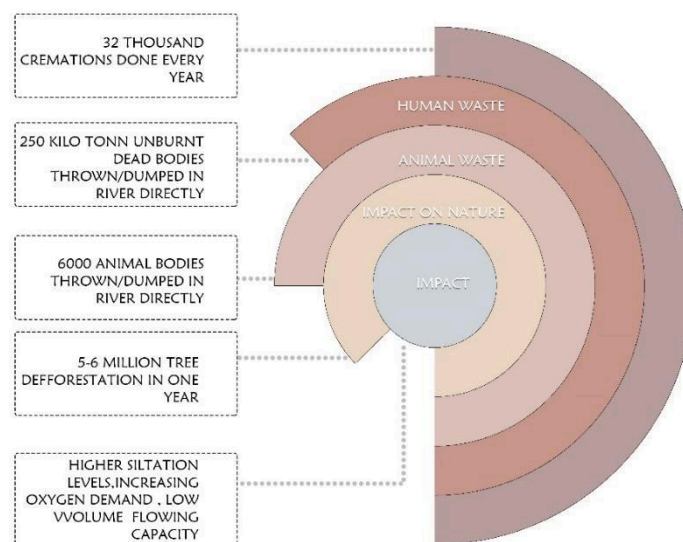 32 THOUSAND
CREMATIONS DONE EVERY
YEAR
250 KILO TONN UNBURNT
DEAD BODIES
THROWN/DUMPED IN
RIVER DIRECTLY
6000 ANIMAL BODIES
THROWN/DUMPED IN
RIVER DIRECTLY
5-6 MILLION TREE
DEFFORESTATION IN ONE
YEAR
HIGHER SILTATION
LEVELS,INCREASING
OXYGEN DEMAND , LOW
VVOLUME FLOWING
CAPACITY
HUMAN WASTE
ANIMAL WASTE
IMPACT ON NATURE
IMPACT